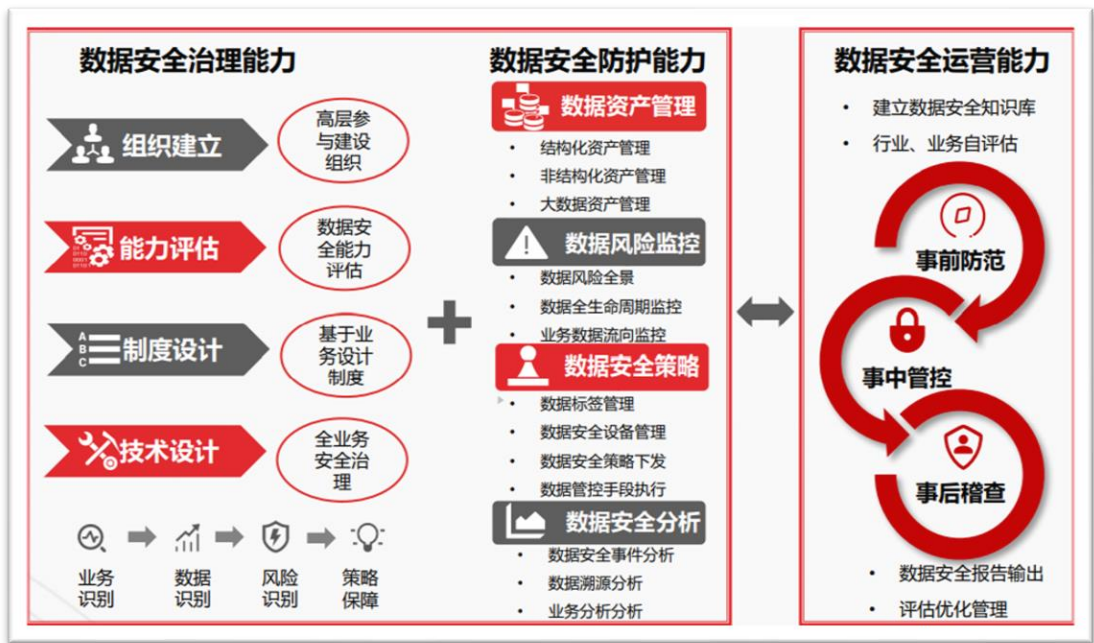 数据安全治理能力
组织建立
高层参
与建设
组织
能力评估
数据安
全能力
评估
A
B
C
制度设计
基于业
务设计
制度
技术设计
全业务
安全治
理
业务
识别
数据
识别
风险
识别
策略
保障
数据安全防护能力
数据资产管理
• 结构化资产管理
• 非结构化资产管理
• 大数据资产管理
数据风险监控
• 数据风险全景
• 数据全生命周期监控
• 业务数据流向监控
数据安全策略
• 数据标签管理
• 数据安全设备管理
• 数据安全策略下发
• 数据管控手段执行
数据安全分析
• 数据安全事件分析
• 数据溯源分析
• 业务分析分析
数据安全运营能力
• 建立数据安全知识库
• 行业、业务自评估
事前防范
事中管控
事后稽查
• 数据安全报告输出
• 评估优化管理